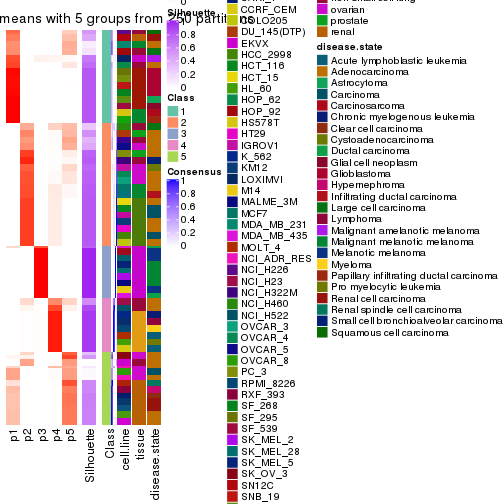 means with 5 groups from 250 partitions
p1
p2
p3
p4
p5
Silhouette
Class
cell.line
tissue
disease.state
Silhouette
1
0.8
0.6
0.4
0.2
0
Class
1
2
3
4
5
Consensus
1
0.8
0.6
0.4
0.2
0
CCRF_CEM
COLO205
DU_145(DTP)
EKVX
HCC_2998
HCT_116
HCT_15
HL_60
HOP_62
HOP_92
HS578T
HT29
IGROV1
K_562
KM12
LOXIMVI
M14
MALME_3M
MCF7
MDA_MB_231
MDA_MB_435
MOLT_4
NCI_ADR_RES
NCI_H226
NCI_H23
NCI_H322M
NCI_H460
NCI_H522
OVCAR_3
OVCAR_4
OVCAR_5
OVCAR_8
PC_3
RPMI_8226
RXF_393
SF_268
SF_295
SF_539
SK_MEL_2
SK_MEL_28
SK_MEL_5
SK_OV_3
SN12C
SNB_19
ovarian
prostate
renal
disease.state
Acute lymphoblastic leukemia
Adenocarcinoma
Astrocytoma
Carcinoma
Carcinosarcoma
Chronic myelogenous leukemia
Clear cell carcinoma
Cystoadenocarcinoma
Ductal carcinoma
Glial cell neoplasm
Glioblastoma
Hypernephroma
Infiltrating ductal carcinoma
Large cell carcinoma
Lymphoma
Malignant amelanotic melanoma
Malignant melanotic melanoma
Melanotic melanoma
Myeloma
Papillary infiltrating ductal carcinoma
Pro myelocytic leukemia
Renal cell carcinoma
Renal spindle cell carcinoma
Small cell bronchioalveolar carcinoma
Squamous cell carcinoma